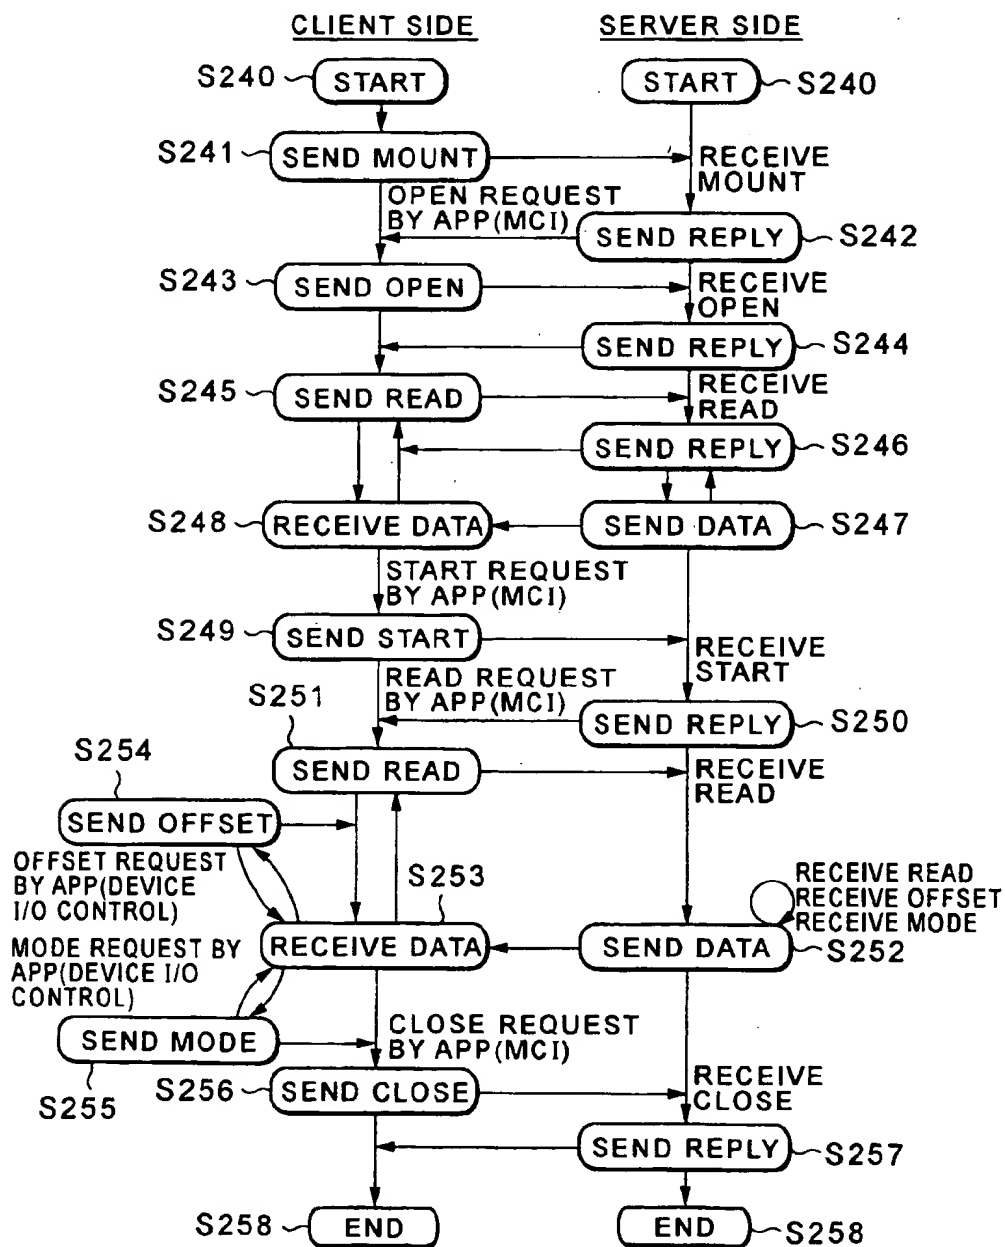 CLIENT SIDE
SERVER SIDE
S240
START
START
S240
S241
SEND MOUNT
RECEIVE
MOUNT
OPEN REQUEST
BY APP(MCI)
SEND REPLY
S242
S243
SEND OPEN
RECEIVE
OPEN
SEND REPLY
S244
S245
SEND READ
RECEIVE
READ
SEND REPLY
S246
S248
RECEIVE DATA
SEND DATA
S247
START REQUEST
BY APP(MCI)
S249
SEND START
RECEIVE
START
READ REQUEST
BY APP(MCI)
S251
SEND REPLY
S250
SEND READ
RECEIVE
READ
S254
SEND OFFSET
OFFSET REQUEST
BY APP(DEVICE
I/O CONTROL)
S253
RECEIVE READ
RECEIVE OFFSET
RECEIVE MODE
RECEIVE DATA
SEND DATA
S252
MODE REQUEST BY
APP(DEVICE I/O
CONTROL)
SEND MODE
S255
CLOSE REQUEST
BY APP(MCI)
S256
SEND CLOSE
RECEIVE
CLOSE
SEND REPLY
S257
S258
END
END
S258